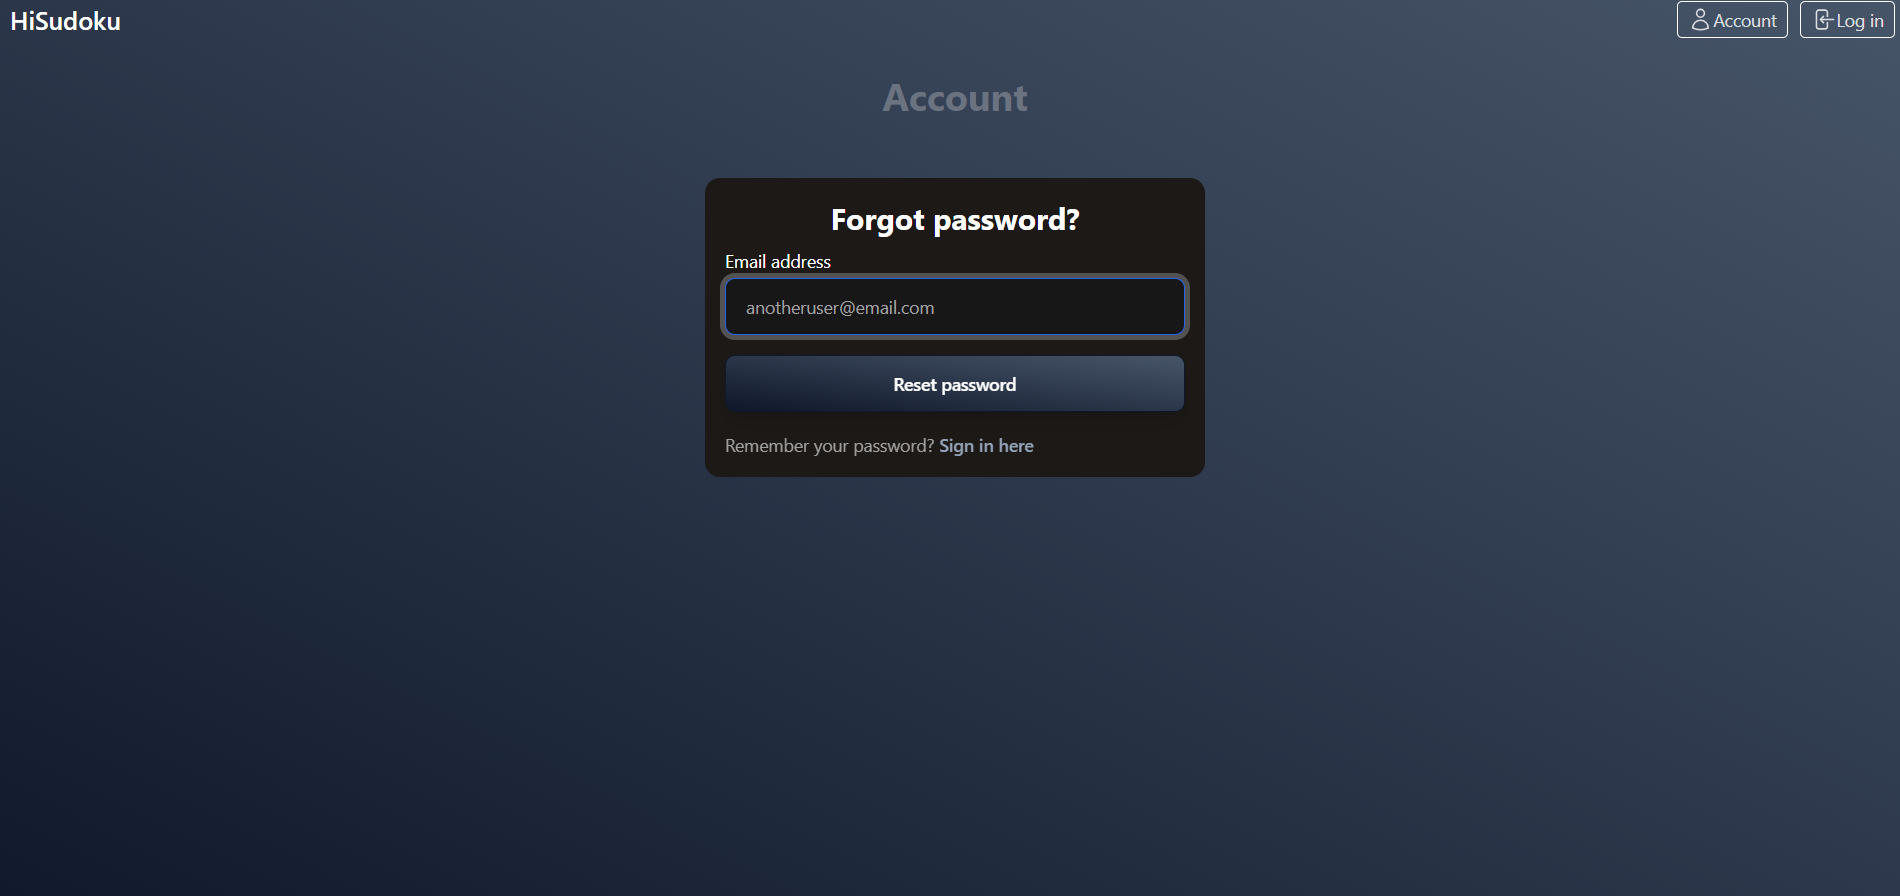 HiSudoku
Account
Log in
Account
Forgot password?
Email address
anotheruser@email.com
Reset password
Remember your password? Sign in here